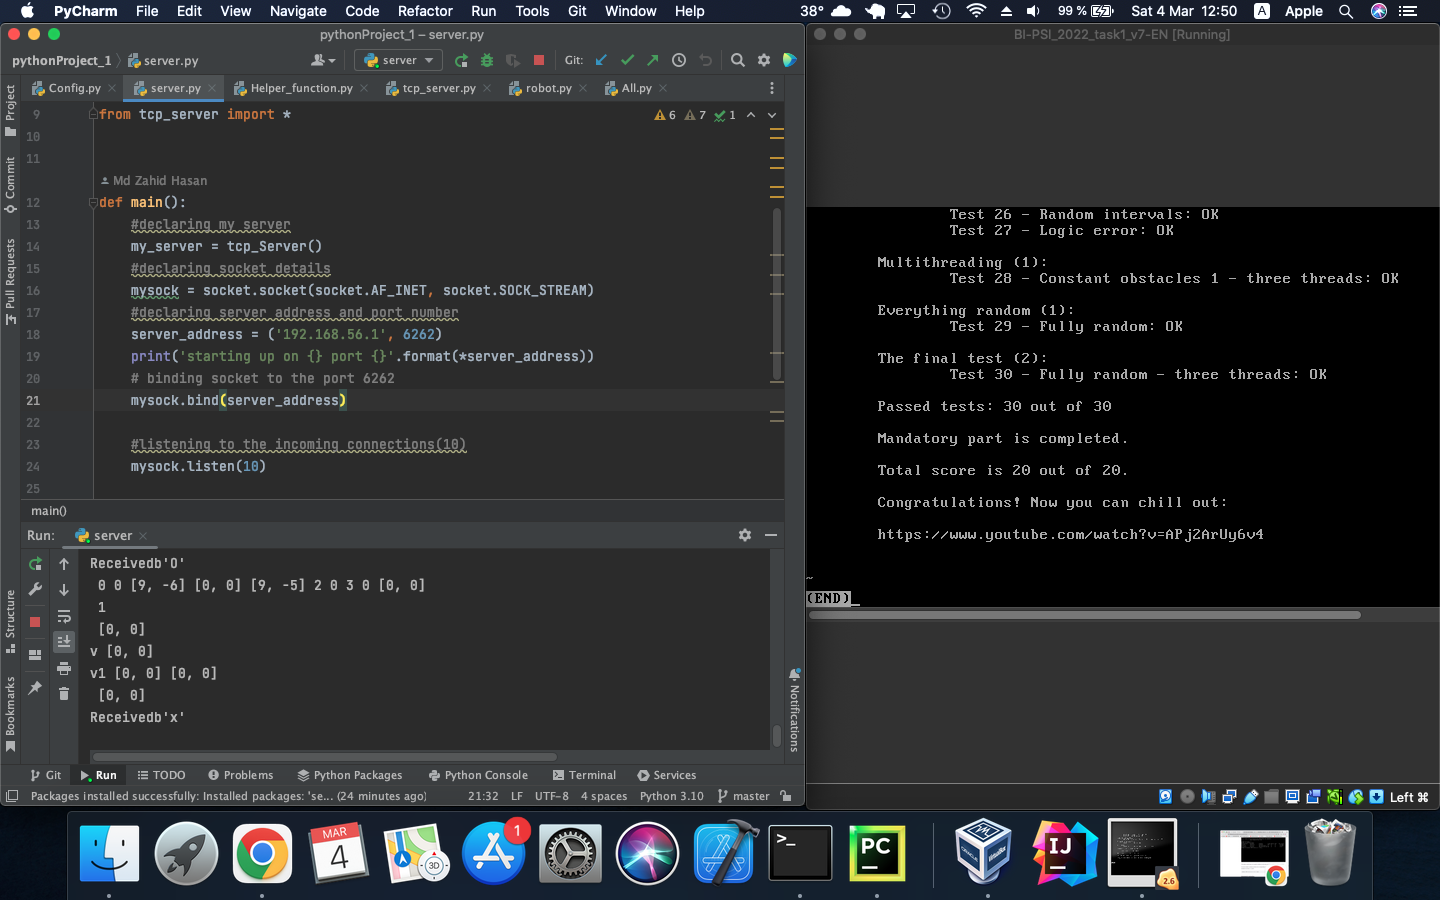 PyCharm File Edit View Navigate Code Refactor Run Tools Git Window Help 38° 99 % Sat 4 Mar 12:50 A Apple
pythonProject_1 – server.py
BI-PSI_2022_task1_v7-EN [Running]
pythonProject_1 server.py server Git:
Config.py server.py Helper_function.py tcp_server.py robot.py All.py
Project
Commit
Pull Requests
Structure
Bookmarks
Notifications
6 7 1
9 from tcp_server import *
10
11
Md Zahid Hasan
12 def main():
13 #declaring my server
14 my_server = tcp_Server()
15 #declaring socket details
16 mysock = socket.socket(socket.AF_INET, socket.SOCK_STREAM)
17 #declaring server address and port number
18 server_address = ('192.168.56.1', 6262)
19 print('starting up on {} port {}'.format(*server_address))
20 # binding socket to the port 6262
21 mysock.bind(server_address)
22
23 #listening to the incoming connections(10)
24 mysock.listen(10)
25
main()
Run: server
Receivedb'O'
0 0 [9, -6] [0, 0] [9, -5] 2 0 3 0 [0, 0]
1
[0, 0]
v [0, 0]
v1 [0, 0] [0, 0]
[0, 0]
Receivedb'x'
Git Run TODO Problems Python Packages Python Console Terminal Services
Packages installed successfully: Installed packages: 'se... (24 minutes ago) 21:32 LF UTF-8 4 spaces Python 3.10 master
Test 26 - Random intervals: OK
Test 27 - Logic error: OK
Multithreading (1):
Test 28 - Constant obstacles 1 - three threads: OK
Everything random (1):
Test 29 - Fully random: OK
The final test (2):
Test 30 - Fully random - three threads: OK
Passed tests: 30 out of 30
Mandatory part is completed.
Total score is 20 out of 20.
Congratulations! Now you can chill out:
https://www.youtube.com/watch?v=APj2ArUy6v4
~
(END)
Left ⌘
MAR
4
3D
1
>_
PC
IJ
2.6